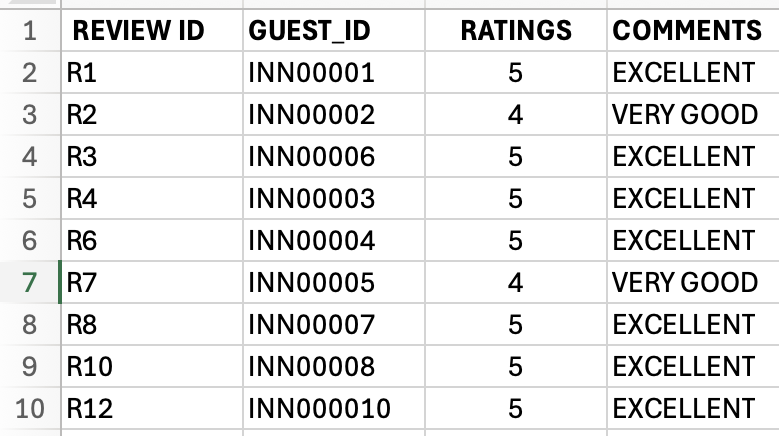 1 REVIEW ID GUEST_ID RATINGS COMMENTS
2 R1 INN00001 5 EXCELLENT
3 R2 INN00002 4 VERY GOOD
4 R3 INN00006 5 EXCELLENT
5 R4 INN00003 5 EXCELLENT
6 R6 INN00004 5 EXCELLENT
7 R7 INN00005 4 VERY GOOD
8 R8 INN00007 5 EXCELLENT
9 R10 INN00008 5 EXCELLENT
10 R12 INN000010 5 EXCELLENT